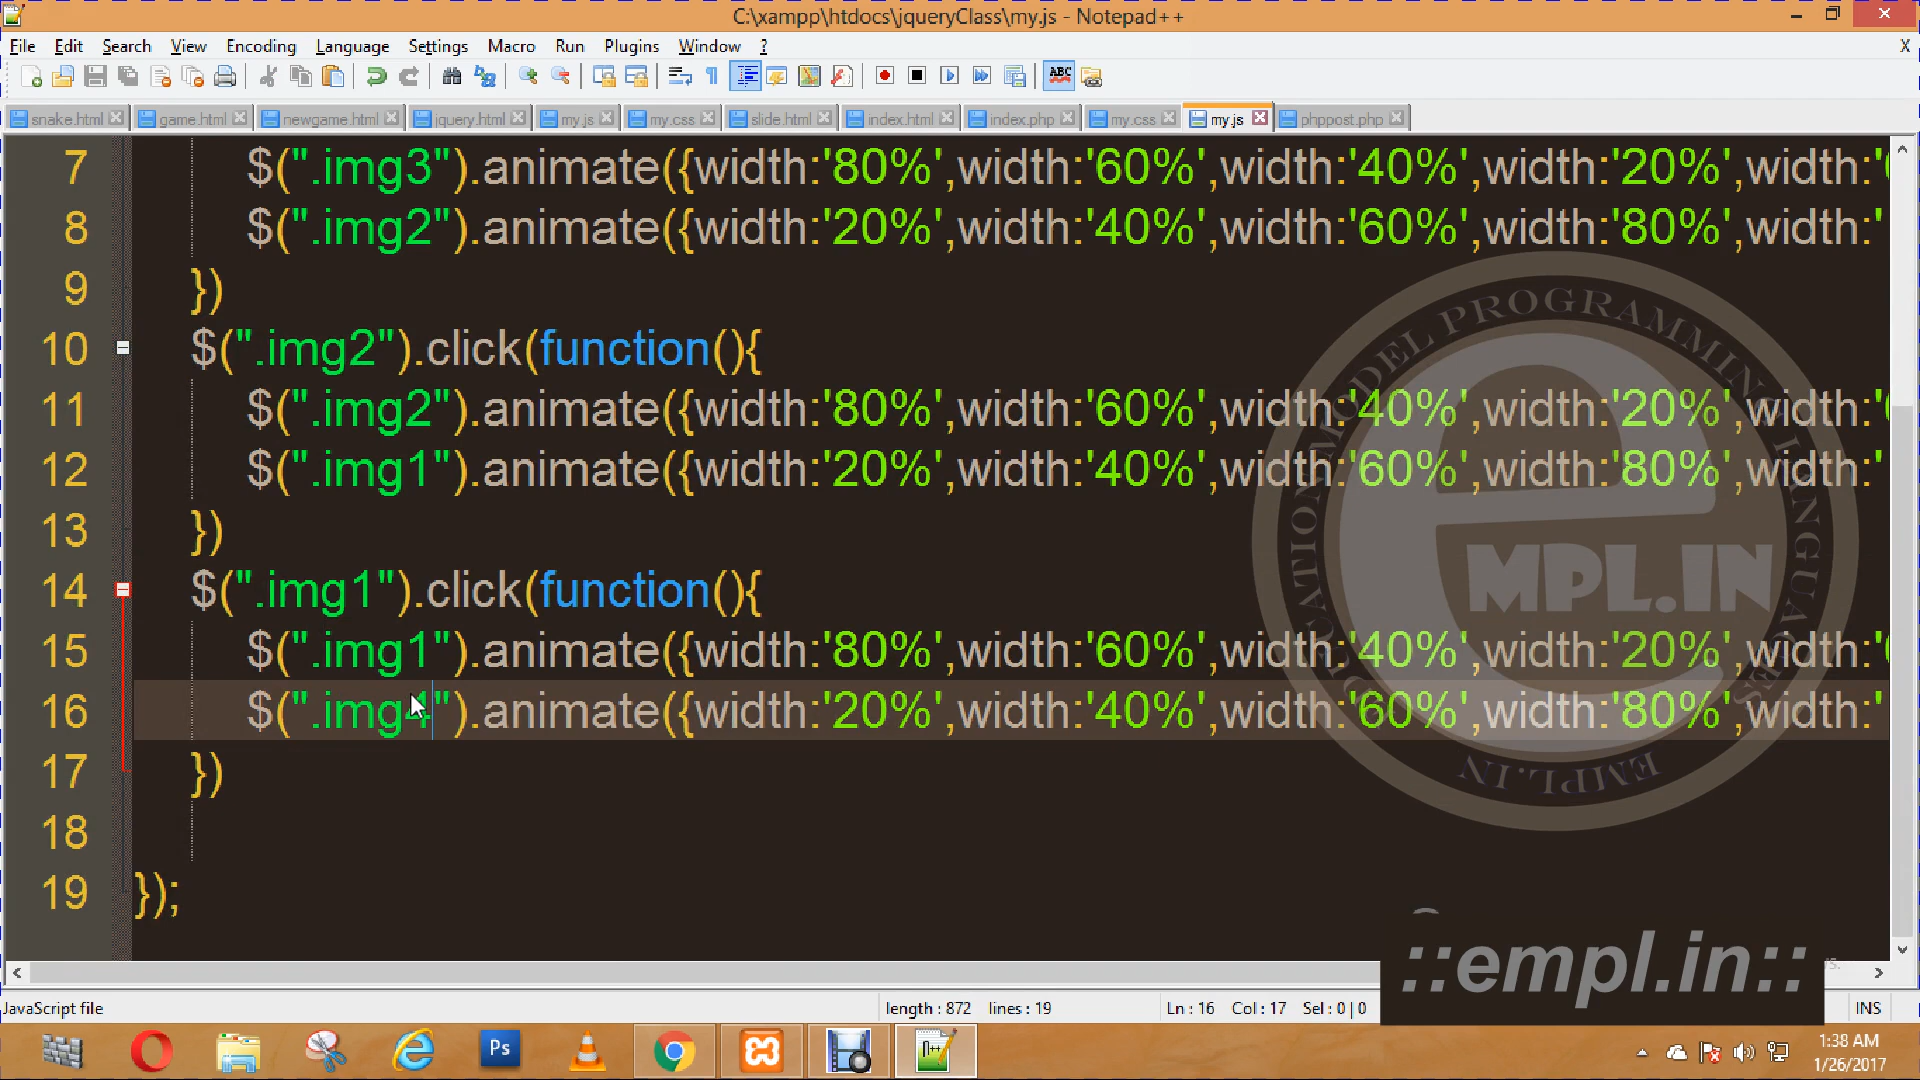 C:\xampp\htdocs\jqueryClass\my.js - Notepad++
File Edit Search View Encoding Language Settings Macro Run Plugins Window ? X
snake.html game.html newgame.html jquery.html my.js my.css slide.html index.html index.php my.css my.js phppost.php
7 $(".img3").animate({width:'80%',width:'60%',width:'40%',width:'20%',width:'
8 $(".img2").animate({width:'20%',width:'40%',width:'60%',width:'80%',width:'
9 })
10 $(".img2").click(function(){
11 $(".img2").animate({width:'80%',width:'60%',width:'40%',width:'20%',width:'
12 $(".img1").animate({width:'20%',width:'40%',width:'60%',width:'80%',width:'
13 })
14 $(".img1").click(function(){
15 $(".img1").animate({width:'80%',width:'60%',width:'40%',width:'20%',width:'
16 $(".img4").animate({width:'20%',width:'40%',width:'60%',width:'80%',width:'
17 })
18
19 });
EDUCATION MODEL PROGRAMMING LANGUAGES
e
MPL.IN
EMPL.IN
::empl.in::
JavaScript file length : 872 lines : 19 Ln : 16 Col : 17 Sel : 0 | 0 INS
Ps
1:38 AM
1/26/2017